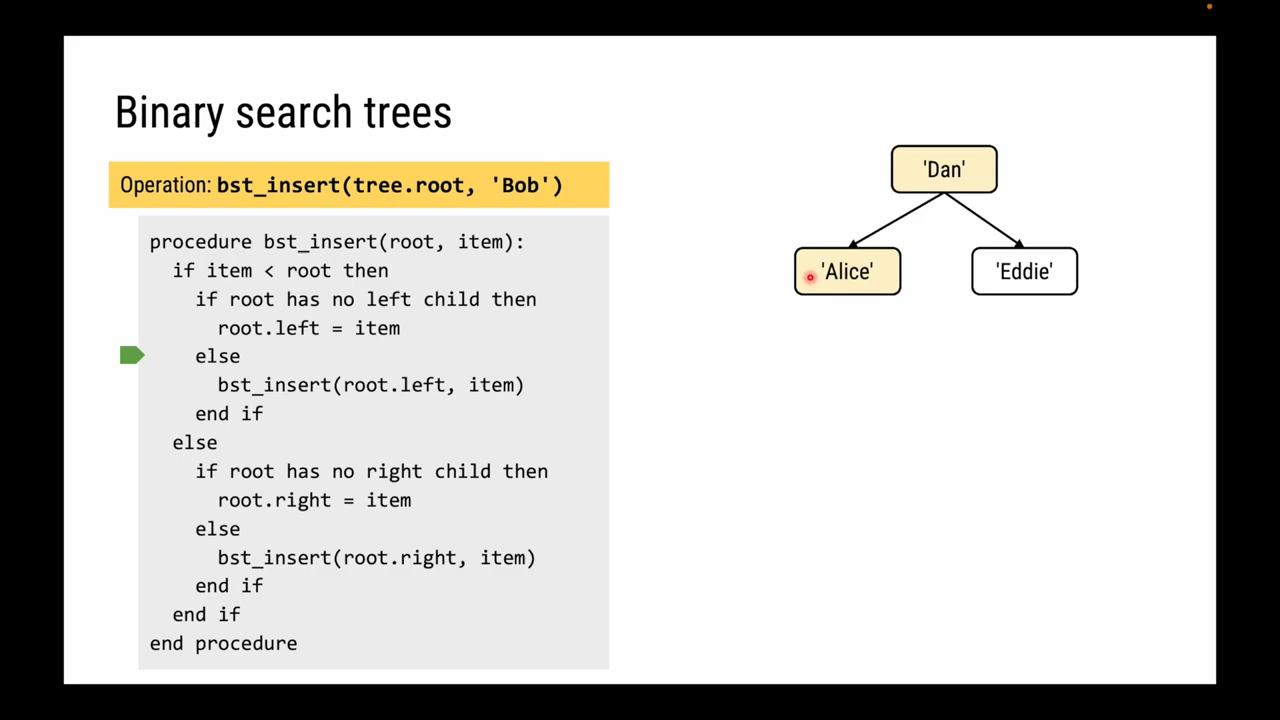 Binary search trees
Operation: bst_insert(tree.root, 'Bob')
procedure bst_insert(root, item):
if item < root then
if root has no left child then
root.left = item
else
bst_insert(root.left, item)
end if
else
if root has no right child then
root.right = item
else
bst_insert(root.right, item)
end if
end if
end procedure
'Dan'
'Alice'
'Eddie'